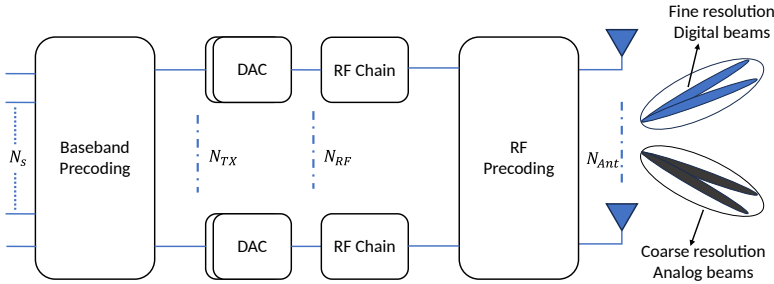 Fine resolution
Digital beams
DAC
RF Chain
Baseband
Precoding
N_s
N_TX
N_RF
RF
Precoding
N_Ant
DAC
RF Chain
Coarse resolution
Analog beams